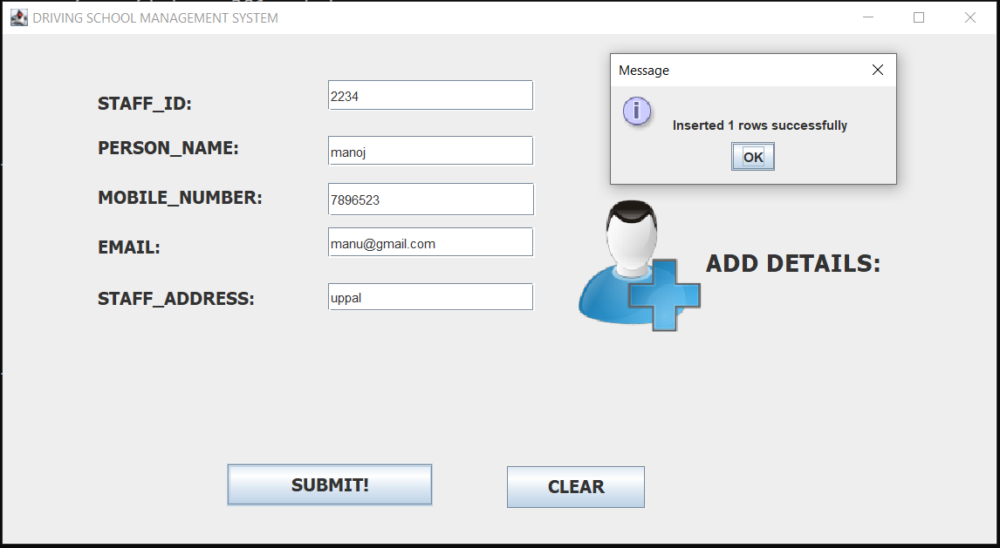 DRIVING SCHOOL MANAGEMENT SYSTEM
Message
Inserted 1 rows successfully
OK
STAFF_ID: 2234
PERSON_NAME: manoj
MOBILE_NUMBER: 7896523
EMAIL: manu@gmail.com
STAFF_ADDRESS: uppal
ADD DETAILS:
SUBMIT! CLEAR